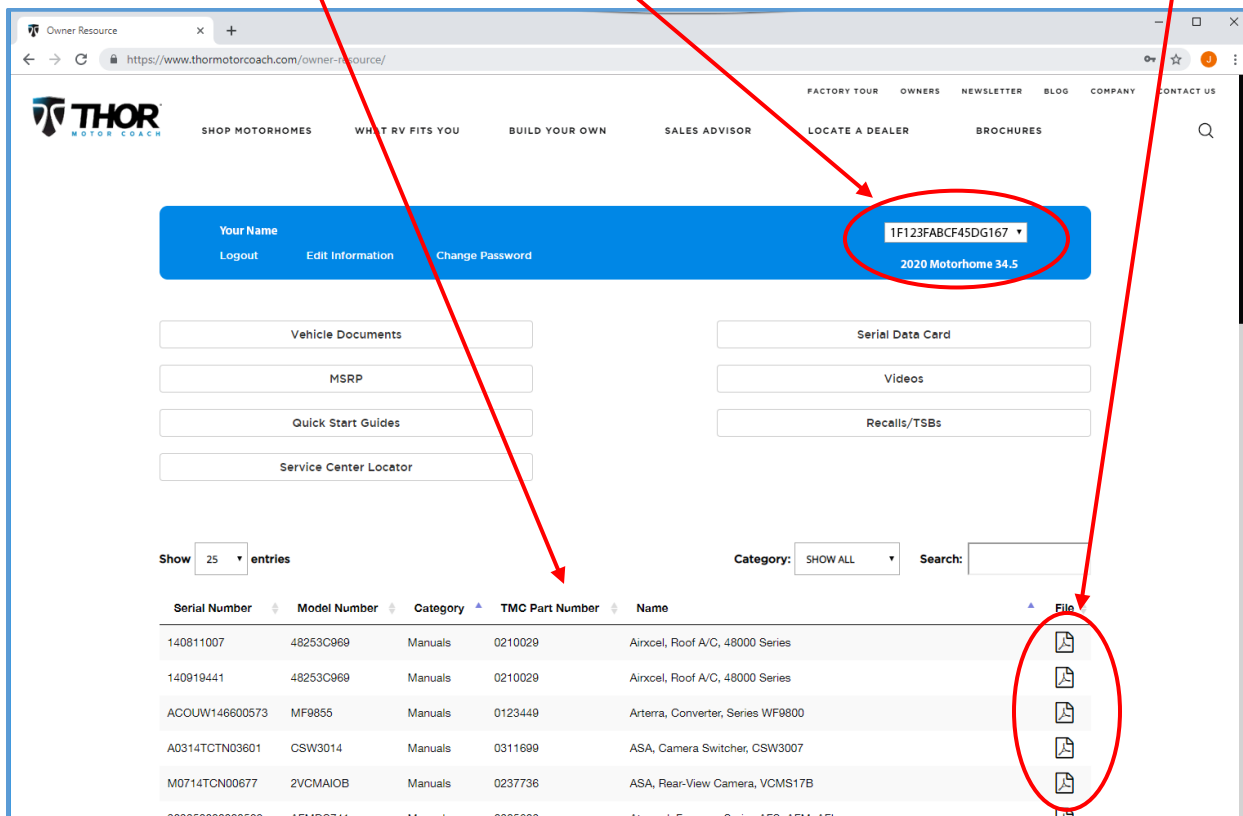 Owner Resource
https://www.thormotorcoach.com/owner-resource/
J
FACTORY TOUR OWNERS NEWSLETTER BLOG COMPANY CONTACT US
THOR
MOTOR COACH
SHOP MOTORHOMES WHAT RV FITS YOU BUILD YOUR OWN SALES ADVISOR LOCATE A DEALER BROCHURES
Your Name 1F123FABCF45DG167
Logout Edit Information Change Password 2020 Motorhome 34.5
Vehicle Documents Serial Data Card
MSRP Videos
Quick Start Guides Recalls/TSBs
Service Center Locator
Show 25 entries Category: SHOW ALL Search:
Serial Number Model Number Category TMC Part Number Name File
140811007 48253C969 Manuals 0210029 Airxcel, Roof A/C, 48000 Series
140919441 48253C969 Manuals 0210029 Airxcel, Roof A/C, 48000 Series
ACOUW146600573 MF9855 Manuals 0123449 Arterra, Converter, Series WF9800
A0314TCTN03601 CSW3014 Manuals 0311699 ASA, Camera Switcher, CSW3007
M0714TCN00677 2VCMAIOB Manuals 0237736 ASA, Rear-View Camera, VCMS17B